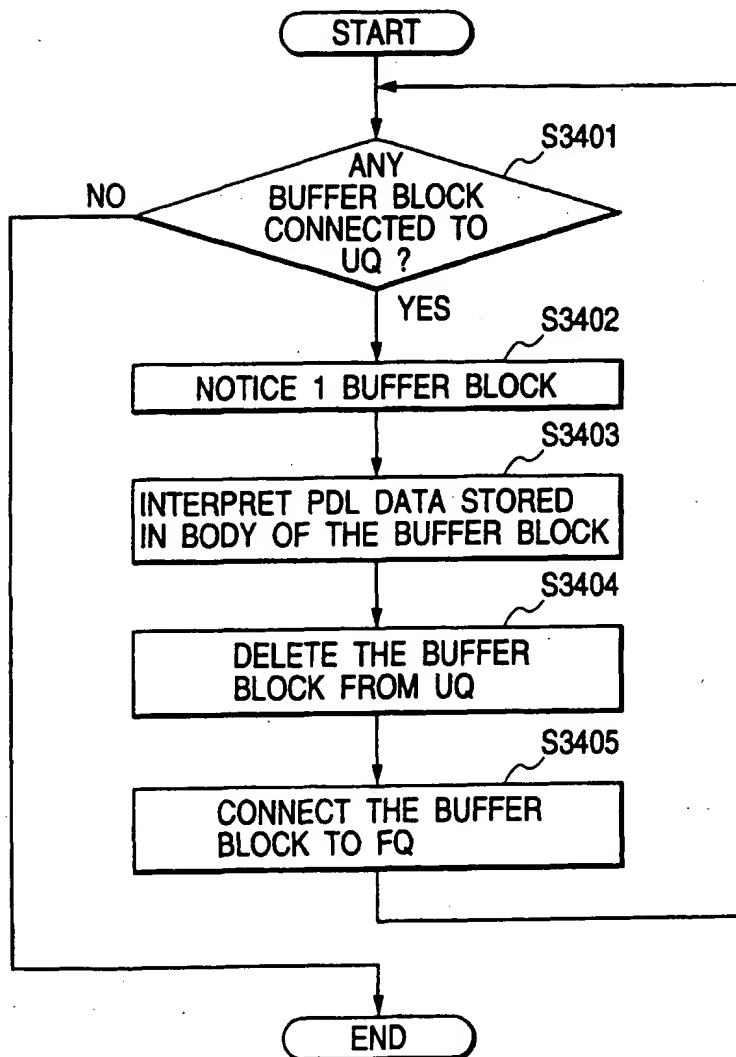 START
S3401
ANY
BUFFER BLOCK
CONNECTED TO
UQ ?
NO
YES
S3402
NOTICE 1 BUFFER BLOCK
S3403
INTERPRET PDL DATA STORED
IN BODY OF THE BUFFER BLOCK
S3404
DELETE THE BUFFER
BLOCK FROM UQ
S3405
CONNECT THE BUFFER
BLOCK TO FQ
END